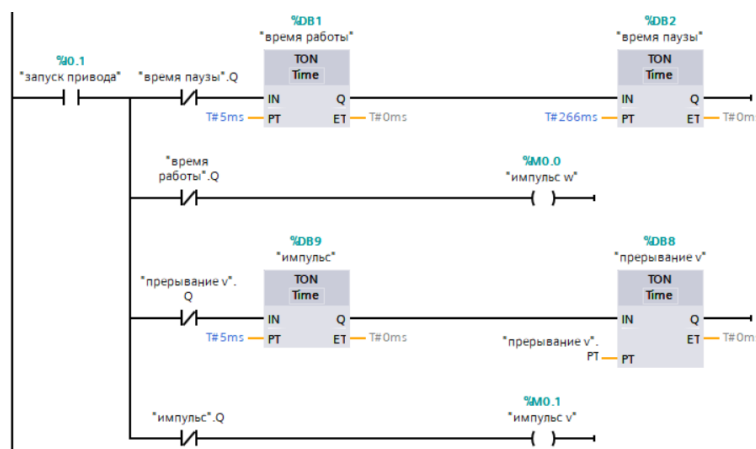 %DB1
"время работы"
%DB2
"время паузы"
%I0.1
"запуск привода"
"время паузы".Q
TON
Time
TON
Time
IN
Q
IN
Q
T#5ms
PT
ET
T#0ms
T#266ms
PT
ET
T#0m
"время
работы".Q
%M0.0
"импульс w"
%DB9
"импульс"
%DB8
"прерывание v"
"прерывание v".
Q
TON
Time
TON
Time
IN
Q
IN
Q
T#5ms
PT
ET
T#0ms
ET
T#0m
"прерывание v".
PT
PT
"импульс".Q
%M0.1
"импульс v"